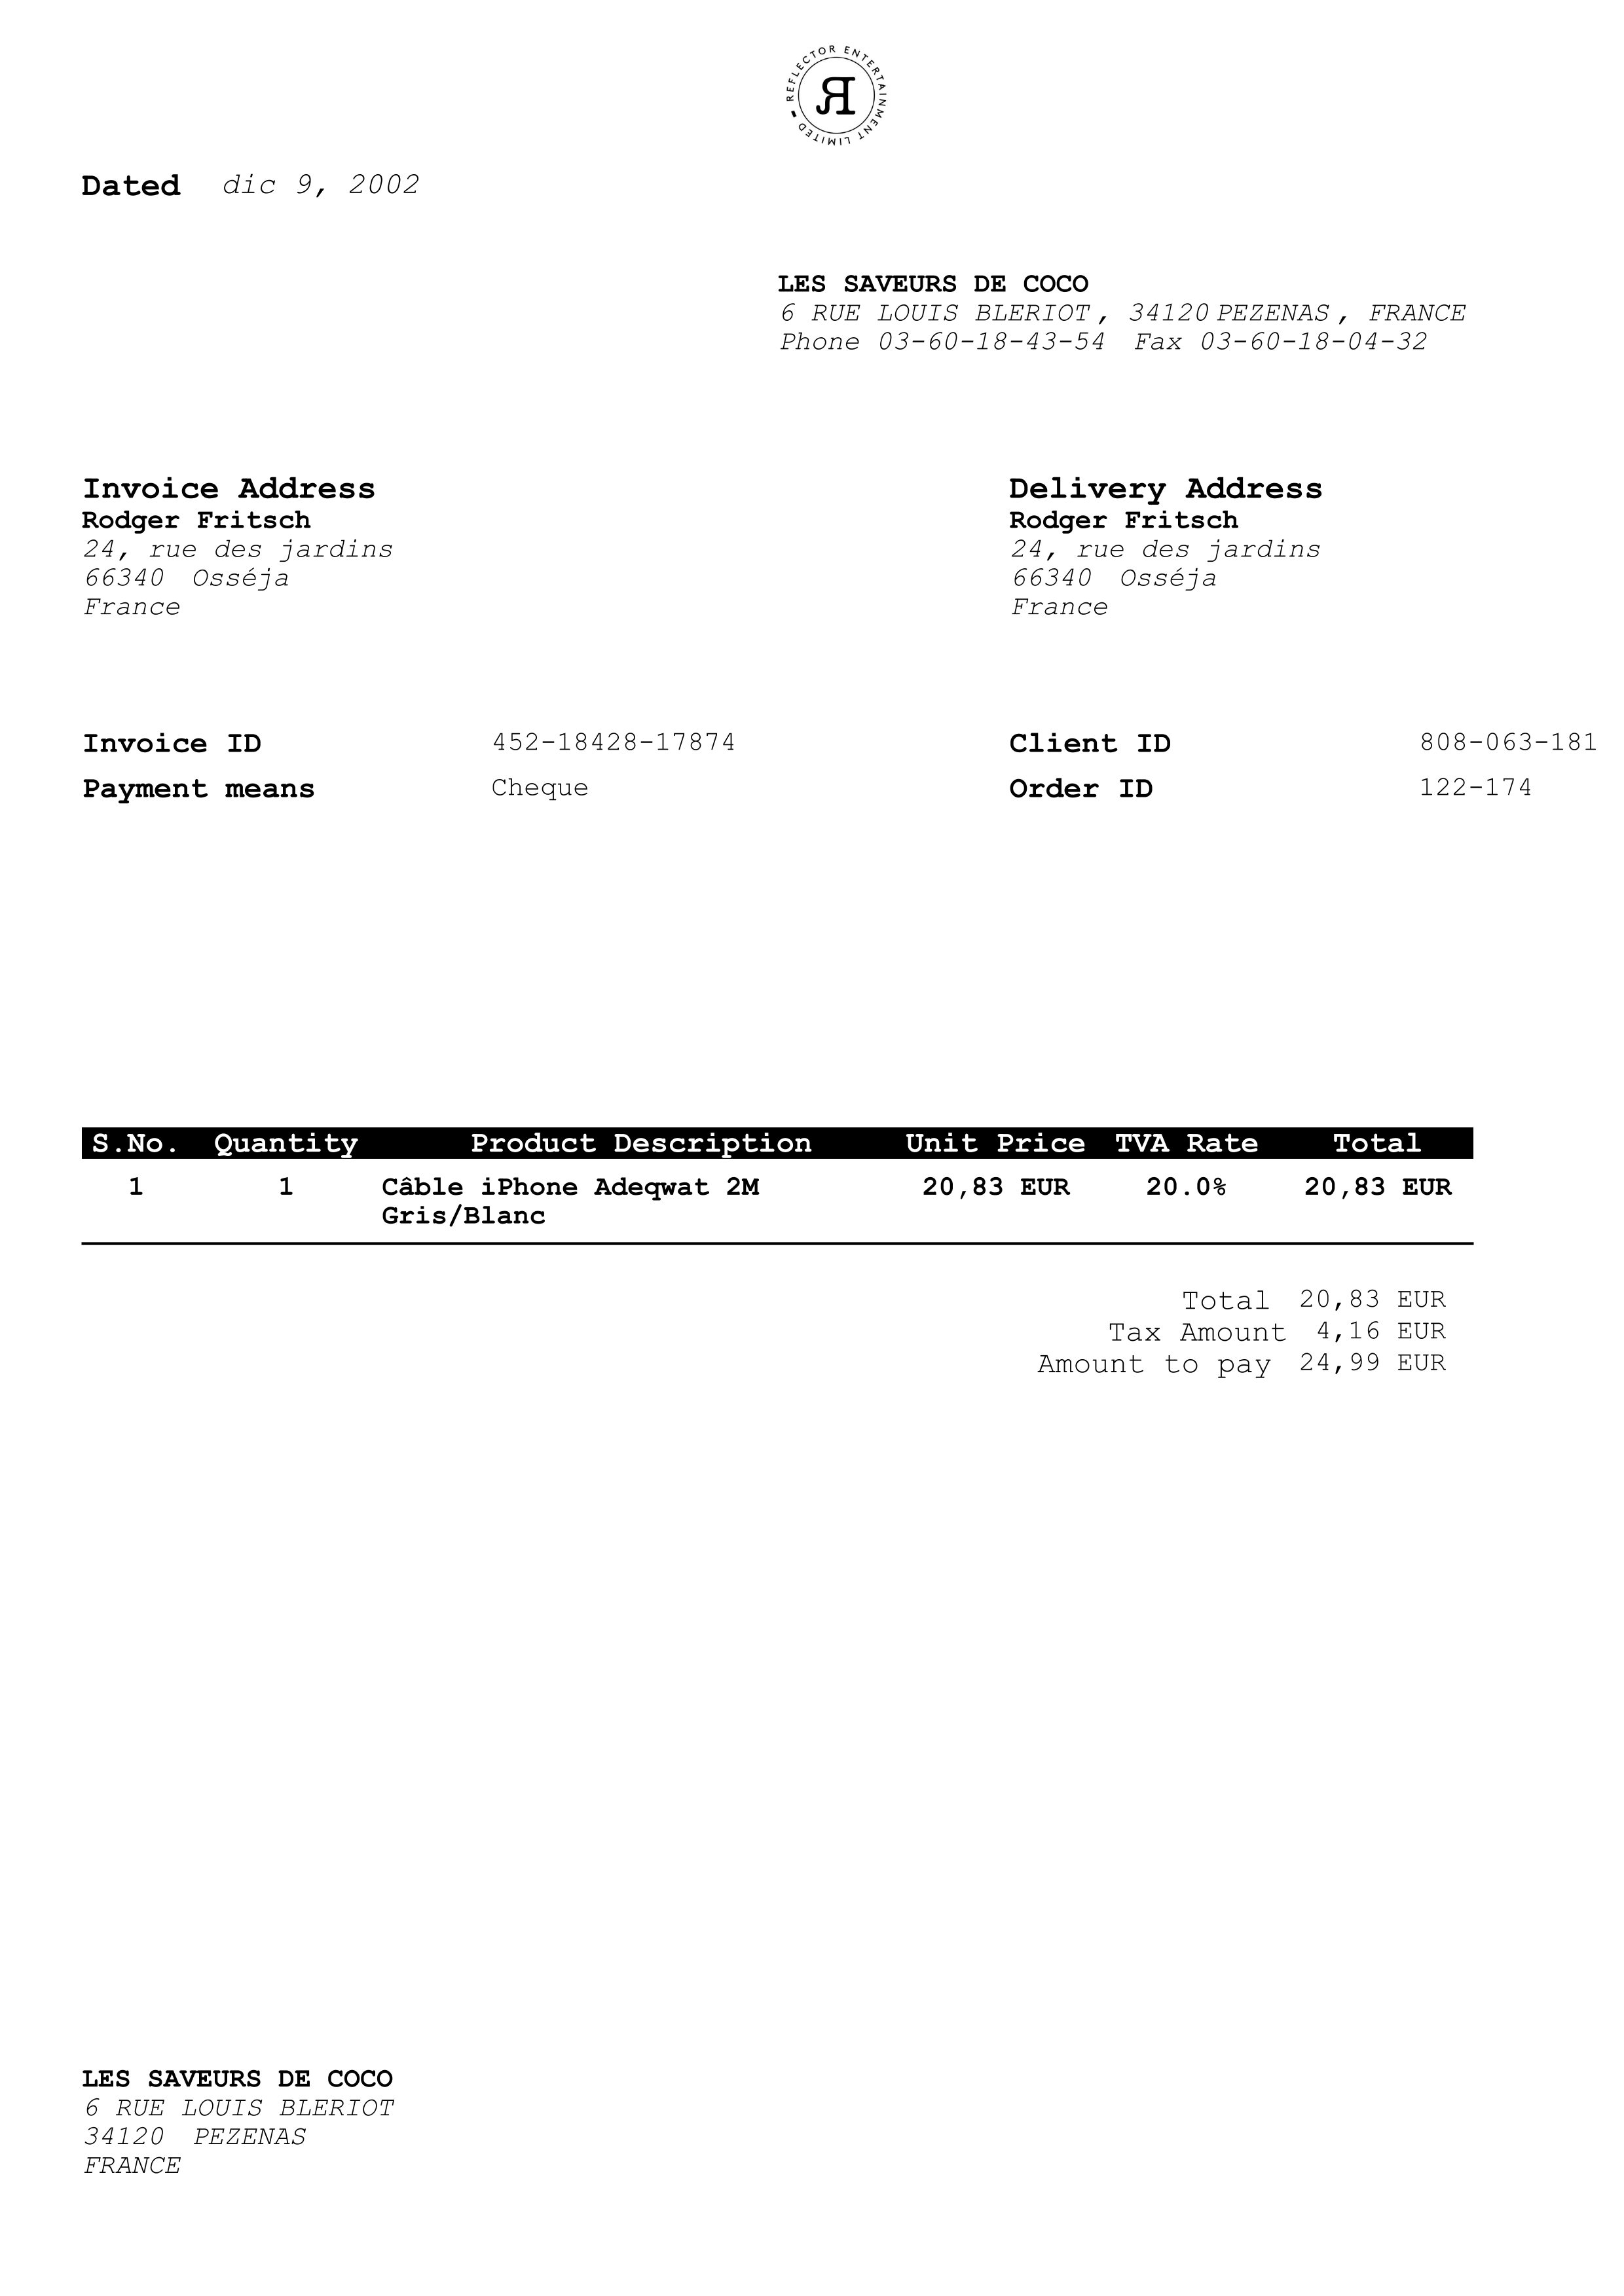 REFLECTOR ENTERTAINMENT LIMITED -
R
Dated dic 9, 2002
LES SAVEURS DE COCO
6 RUE LOUIS BLERIOT, 34120 PEZENAS, FRANCE
Phone 03-60-18-43-54 Fax 03-60-18-04-32
Invoice Address
Rodger Fritsch
24, rue des jardins
66340 Osséja
France
Delivery Address
Rodger Fritsch
24, rue des jardins
66340 Osséja
France
Invoice ID 452-18428-17874
Payment means Cheque
Client ID 808-063-181
Order ID 122-174
S.No. Quantity Product Description Unit Price TVA Rate Total
1 1 Câble iPhone Adeqwat 2M 20,83 EUR 20.0% 20,83 EUR
Gris/Blanc
Total 20,83 EUR
Tax Amount 4,16 EUR
Amount to pay 24,99 EUR
LES SAVEURS DE COCO
6 RUE LOUIS BLERIOT
34120 PEZENAS
FRANCE